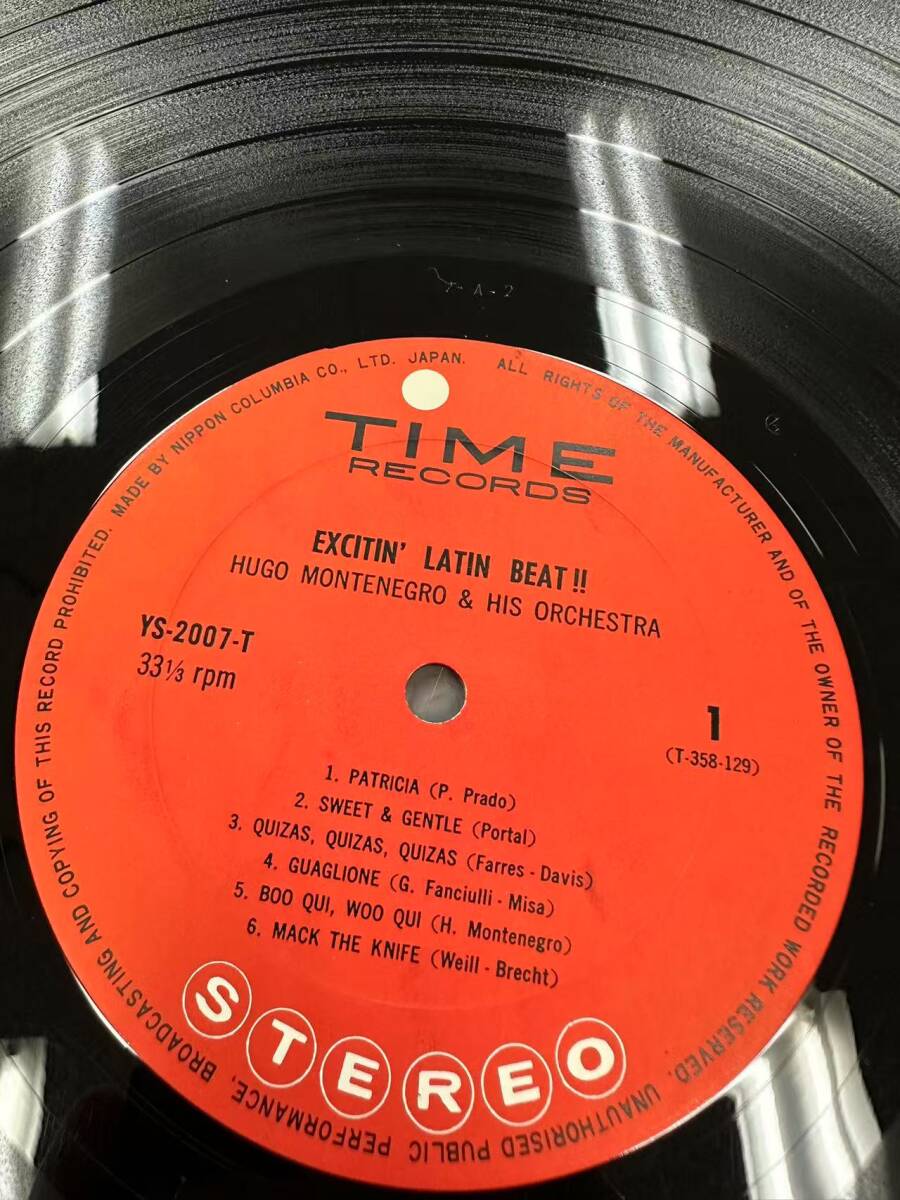 T-A-2
MADE BY NIPPON COLUMBIA CO., LTD. JAPAN. ALL RIGHTS OF THE MANUFACTURER AND OF THE OWNER OF THE RECORDED WORK RESERVED. UNAUTHORISED PUBLIC PERFORMANCE, BROADCASTING AND COPYING OF THIS RECORD PROHIBITED.
TIME
RECORDS
EXCITIN' LATIN BEAT!!
HUGO MONTENEGRO & HIS ORCHESTRA
YS-2007-T
33⅓ rpm
1
(T-358-129)
1. PATRICIA (P. Prado)
2. SWEET & GENTLE (Portal)
3. QUIZAS, QUIZAS, QUIZAS (Farres - Davis)
4. GUAGLIONE (G. Fanciulli - Misa)
5. BOO QUI, WOO QUI (H. Montenegro)
6. MACK THE KNIFE (Weill - Brecht)
STEREO